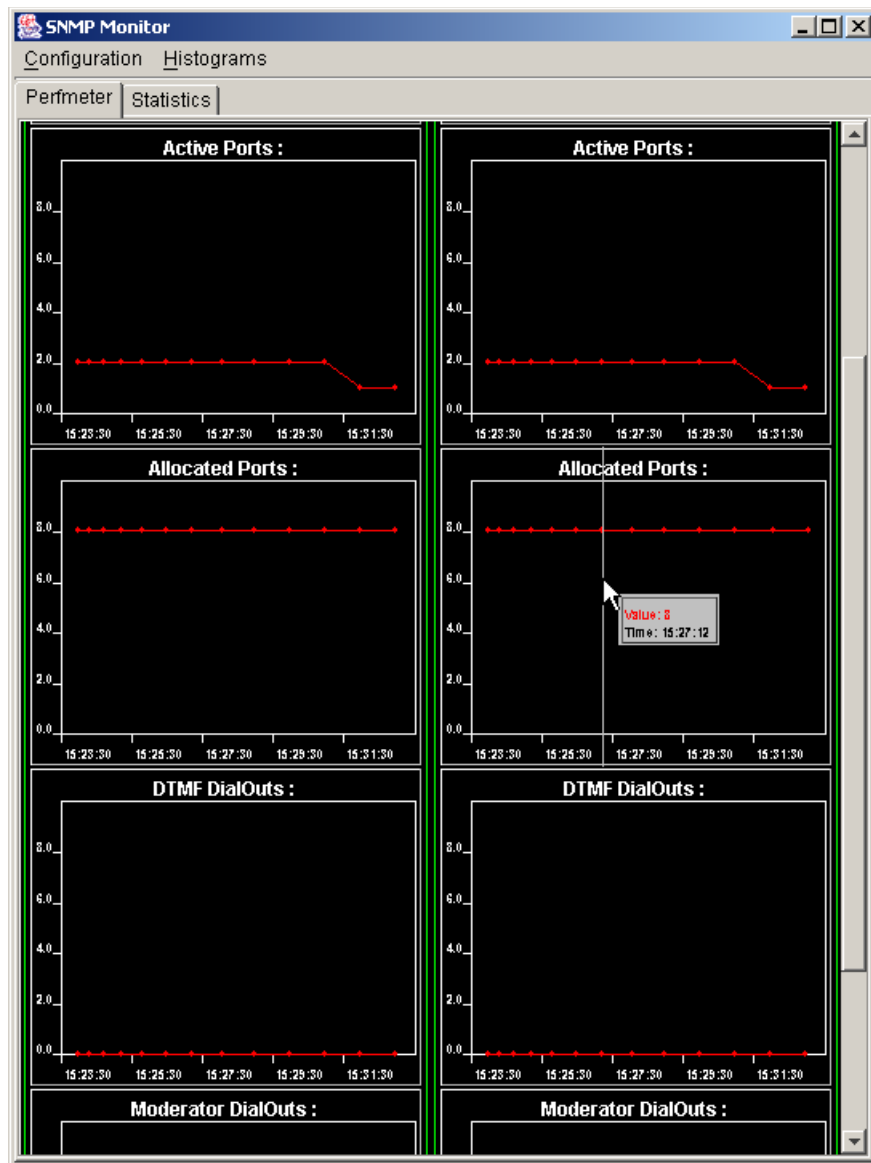 SNMP Monitor
Configuration Histograms
Perfmeter Statistics
Active Ports :
8.0
6.0
4.0
2.0
0.0
15:23:30 15:25:30 15:27:30 15:29:30 15:31:30
Active Ports :
8.0
6.0
4.0
2.0
0.0
15:23:30 15:25:30 15:27:30 15:29:30 15:31:30
Allocated Ports :
8.0
6.0
4.0
2.0
0.0
15:23:30 15:25:30 15:27:30 15:29:30 15:31:30
Allocated Ports :
8.0
6.0
4.0
2.0
0.0
Value: 8
Time: 15:27:12
15:23:30 15:25:30 15:27:30 15:29:30 15:31:30
DTMF DialOuts :
8.0
6.0
4.0
2.0
0.0
15:23:30 15:25:30 15:27:30 15:29:30 15:31:30
DTMF DialOuts :
8.0
6.0
4.0
2.0
0.0
15:23:30 15:25:30 15:27:30 15:29:30 15:31:30
Moderator DialOuts :
Moderator DialOuts :